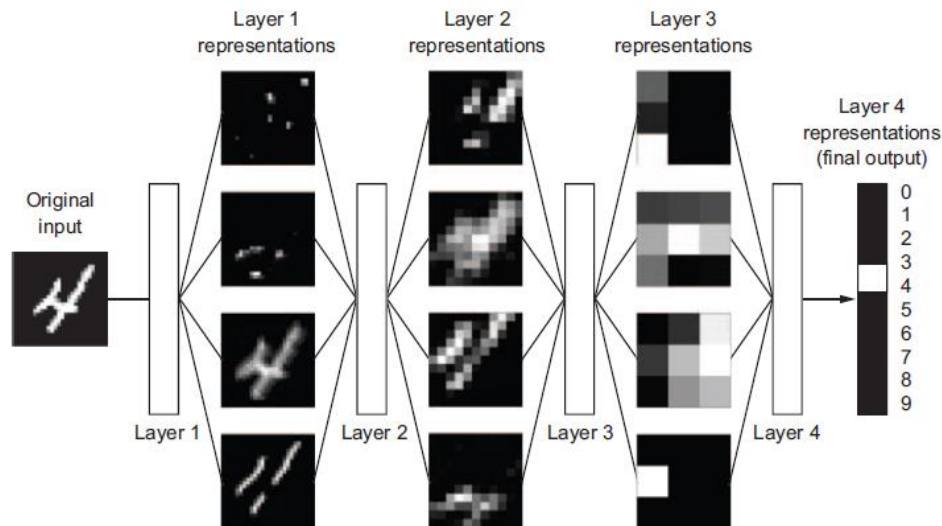 Layer 1
representations
Layer 2
representations
Layer 3
representations
Layer 4
representations
(final output)
Original
input
0
1
2
3
4
5
6
7
8
9
Layer 1
Layer 2
Layer 3
Layer 4